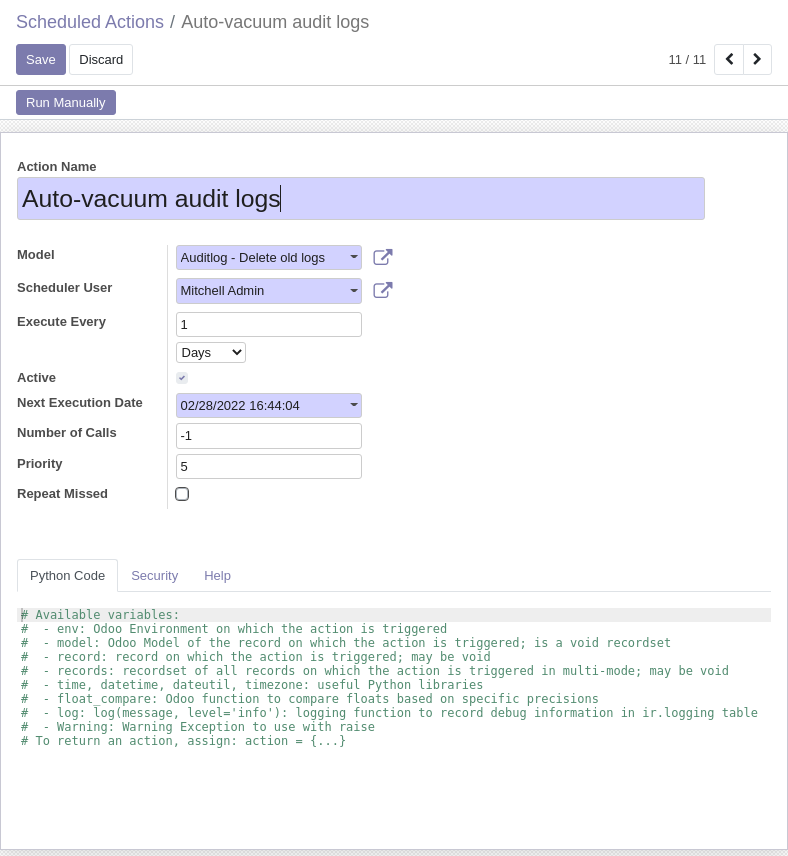 Scheduled Actions / Auto-vacuum audit logs
Save Discard 11 / 11
Run Manually
Action Name
Auto-vacuum audit logs
Model Auditlog - Delete old logs
Scheduler User Mitchell Admin
Execute Every 1
Days
Active
Next Execution Date 02/28/2022 16:44:04
Number of Calls -1
Priority 5
Repeat Missed
Python Code Security Help
# Available variables:
#  - env: Odoo Environment on which the action is triggered
#  - model: Odoo Model of the record on which the action is triggered; is a void recordset
#  - record: record on which the action is triggered; may be void
#  - records: recordset of all records on which the action is triggered in multi-mode; may be void
#  - time, datetime, dateutil, timezone: useful Python libraries
#  - float_compare: Odoo function to compare floats based on specific precisions
#  - log: log(message, level='info'): logging function to record debug information in ir.logging table
#  - Warning: Warning Exception to use with raise
# To return an action, assign: action = {...}